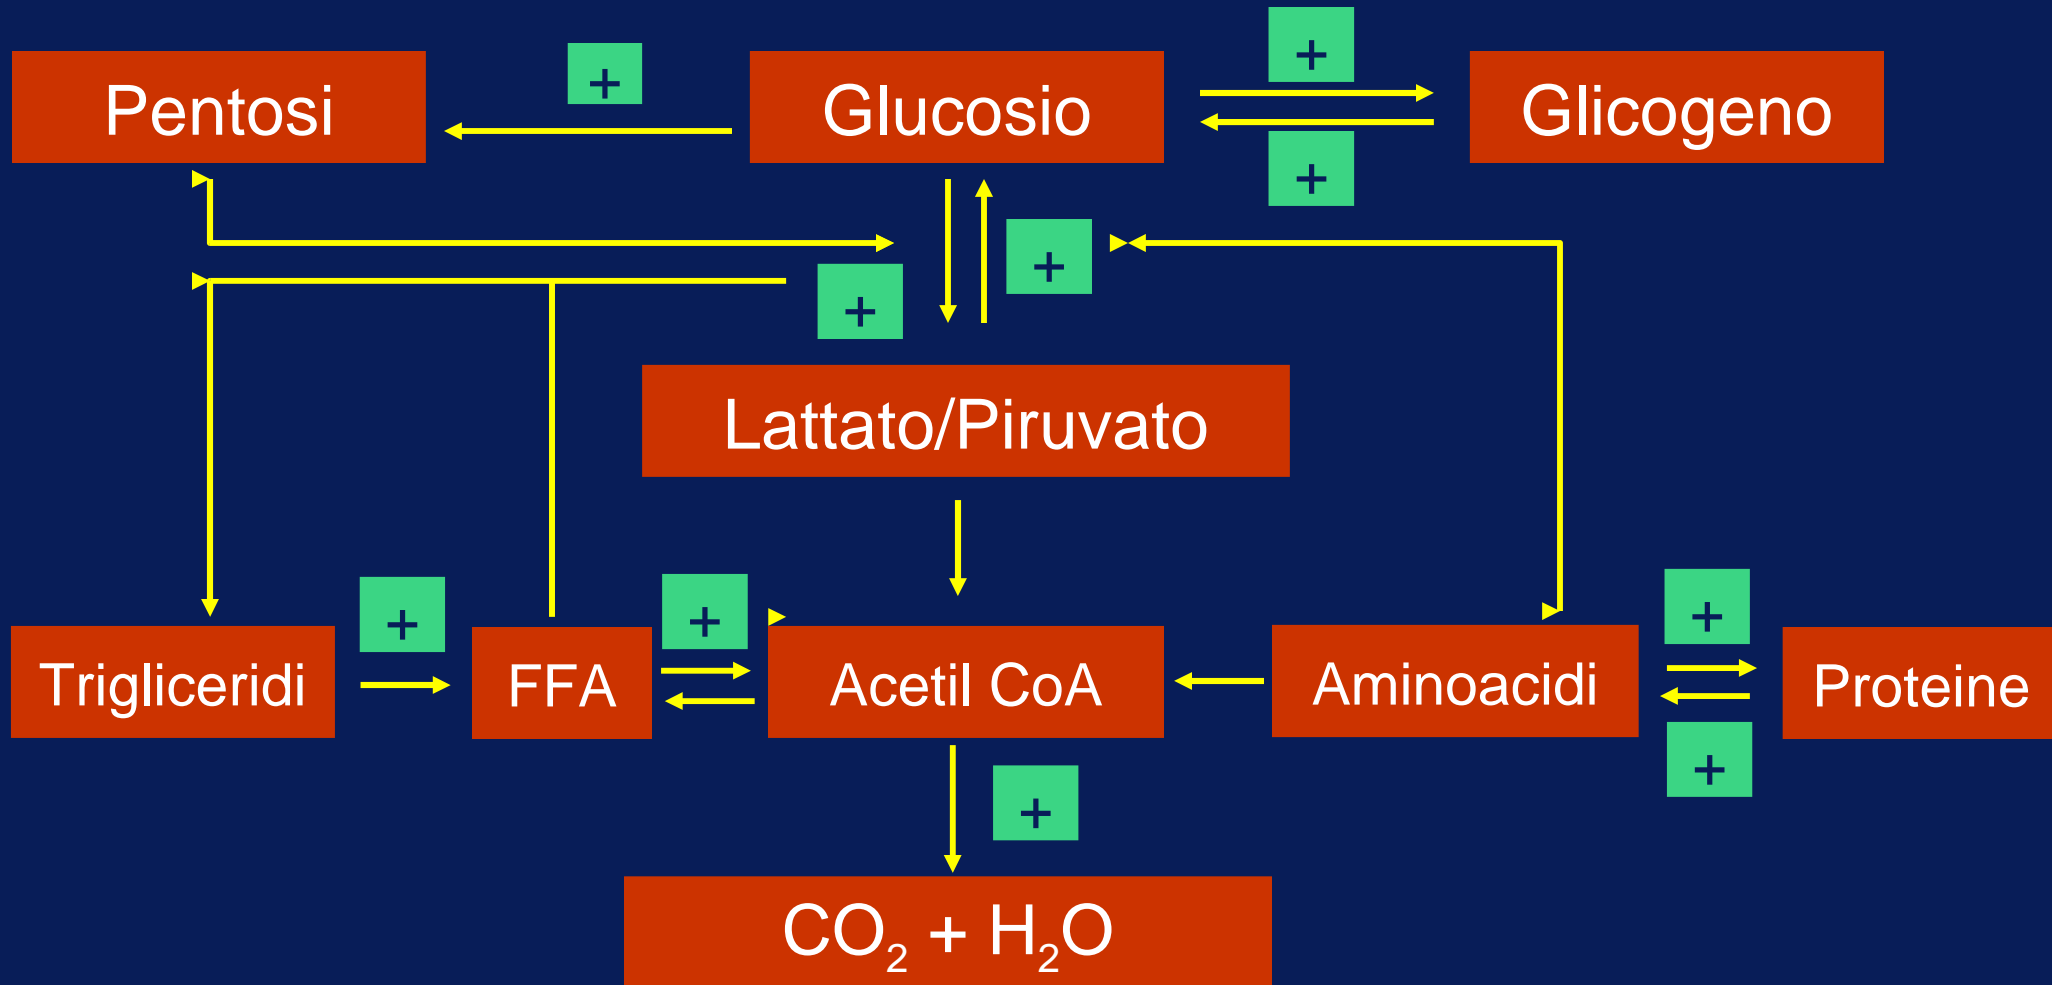 +
+
Pentosi
Glucosio
Glicogeno
+
+
+
Lattato/Piruvato
+
+
+
Trigliceridi
FFA
Acetil CoA
Aminoacidi
Proteine
+
+
CO₂ + H₂O